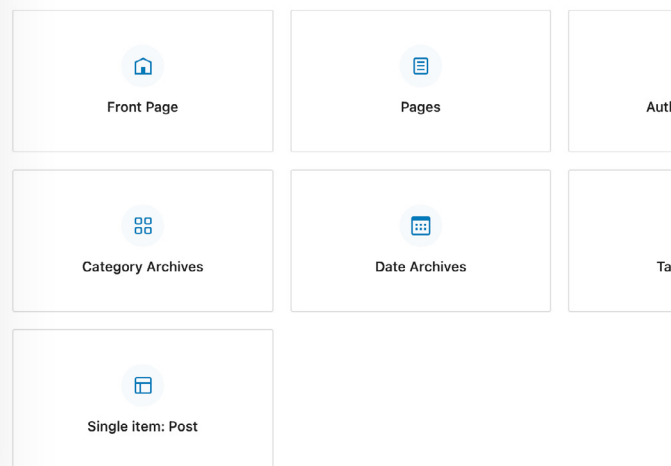 Front Page
Pages
Category Archives
Date Archives
Single item: Post